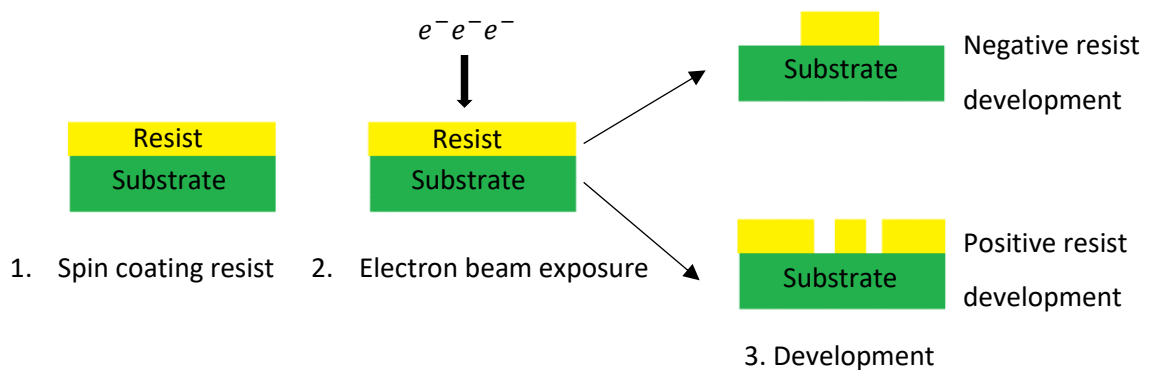 e⁻e⁻e⁻
Resist
Substrate
1. Spin coating resist
Resist
Substrate
2. Electron beam exposure
Substrate
Negative resist
development
Substrate
Positive resist
development
3. Development